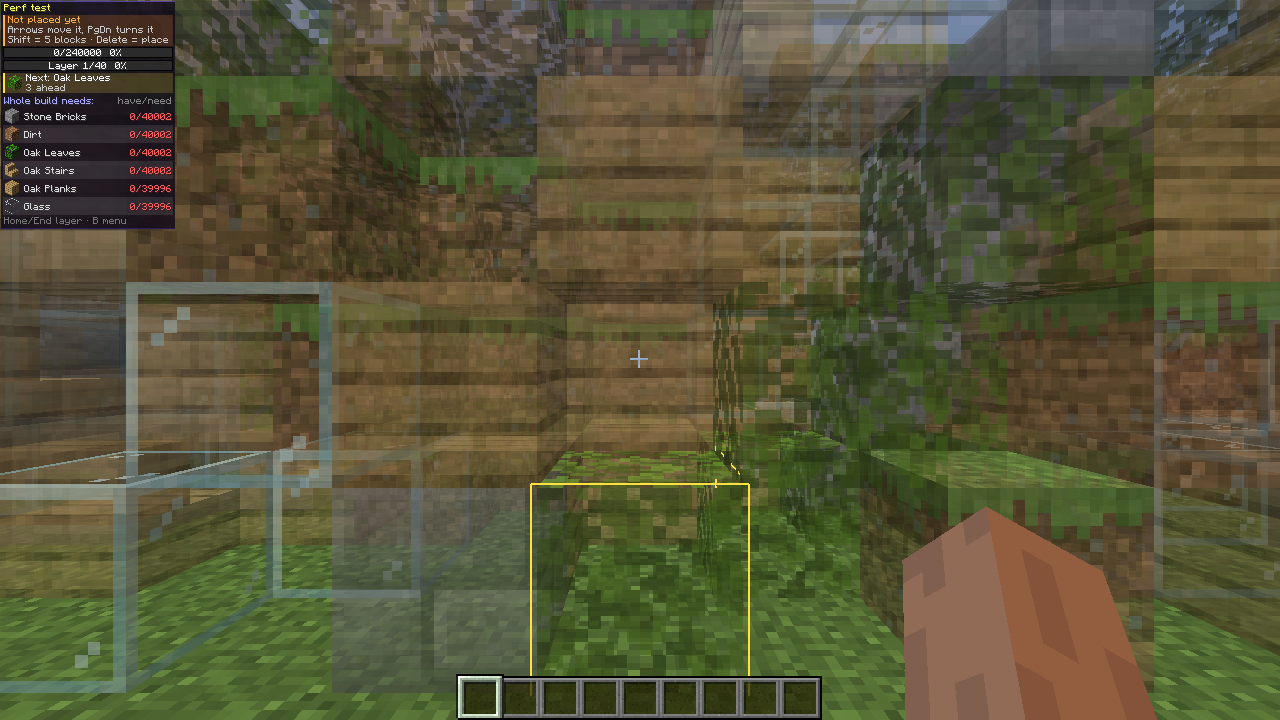 Perf test
Not placed yet
Arrows move it, PgDn turns it
Shift = 5 blocks · Delete = place
0/240000 0%
Layer 1/40 0%
Next: Oak Leaves
3 ahead
Whole build needs: have/need
Stone Bricks 0/40002
Dirt 0/40002
Oak Leaves 0/40002
Oak Stairs 0/40002
Oak Planks 0/39996
Glass 0/39996
Home/End layer · B menu